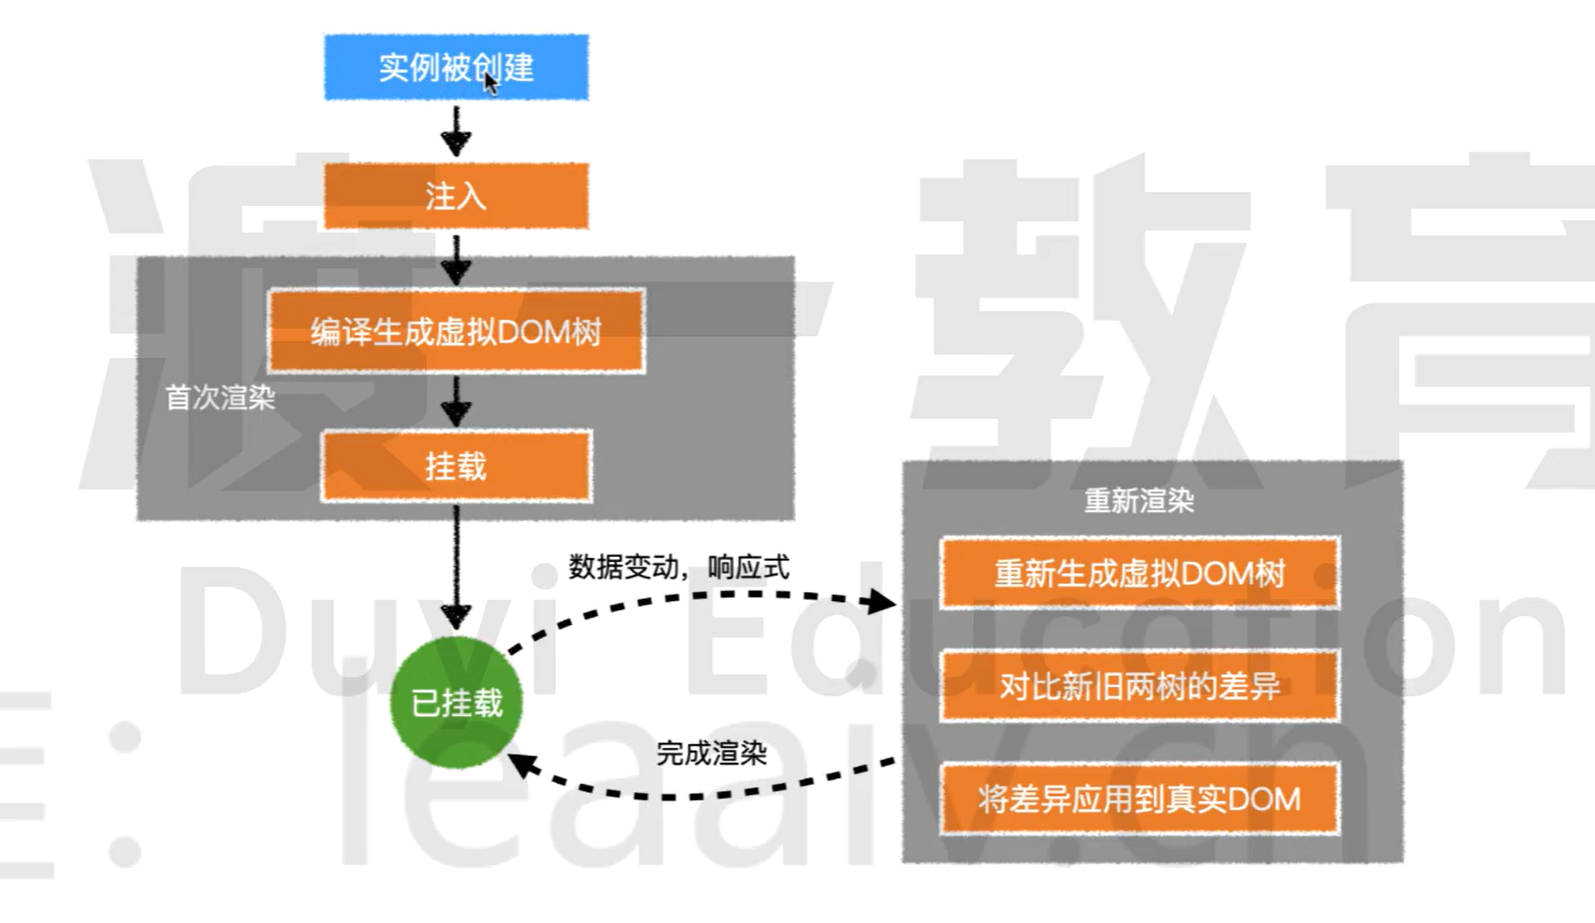 实例被创建
注入
编译生成虚拟DOM树
首次渲染
挂载
重新渲染
数据变动，响应式
重新生成虚拟DOM树
对比新旧两树的差异
已挂载
完成渲染
将差异应用到真实DOM
渡一教育
Duyi Education
leaaiv.cn